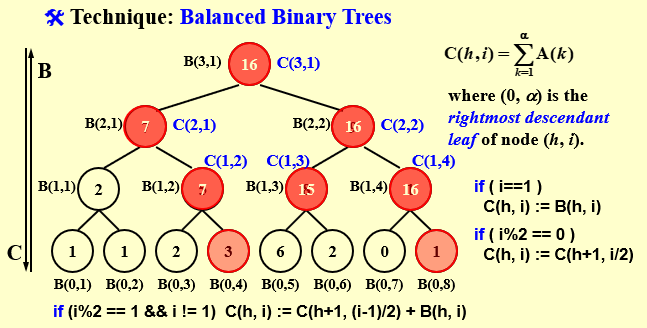 Technique: Balanced Binary Trees
B
B(3,1) 16 C(3,1)
B(2,1) 7 C(2,1) B(2,2) 16 C(2,2)
C(1,2) C(1,3) C(1,4)
B(1,1) 2 B(1,2) 7 B(1,3) 15 B(1,4) 16
C
1 1 2 3 6 2 0 1
B(0,1) B(0,2) B(0,3) B(0,4) B(0,5) B(0,6) B(0,7) B(0,8)
α
C(h,i) = ∑ A(k)
k=1
where (0, α) is the
rightmost descendant
leaf of node (h, i).
if ( i==1 )
C(h, i) := B(h, i)
if ( i%2 == 0 )
C(h, i) := C(h+1, i/2)
if (i%2 == 1 && i != 1) C(h, i) := C(h+1, (i-1)/2) + B(h, i)